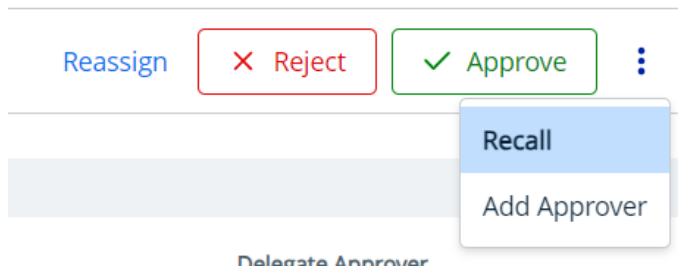 Reassign
Reject
Approve
Recall
Add Approver
Delegate Approver